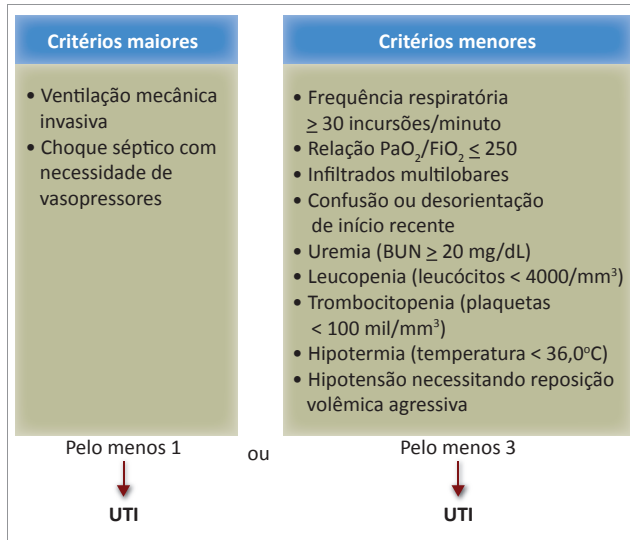 Critérios maiores
• Ventilação mecânica
invasiva
• Choque séptico com
necessidade de
vasopressores
Pelo menos 1
UTI
ou
Critérios menores
• Frequência respiratória
≥ 30 incursões/minuto
• Relação PaO₂/FiO₂ ≤ 250
• Infiltrados multilobares
• Confusão ou desorientação
de início recente
• Uremia (BUN ≥ 20 mg/dL)
• Leucopenia (leucócitos < 4000/mm³)
• Trombocitopenia (plaquetas
< 100 mil/mm³)
• Hipotermia (temperatura < 36,0ºC)
• Hipotensão necessitando reposição
volêmica agressiva
Pelo menos 3
UTI